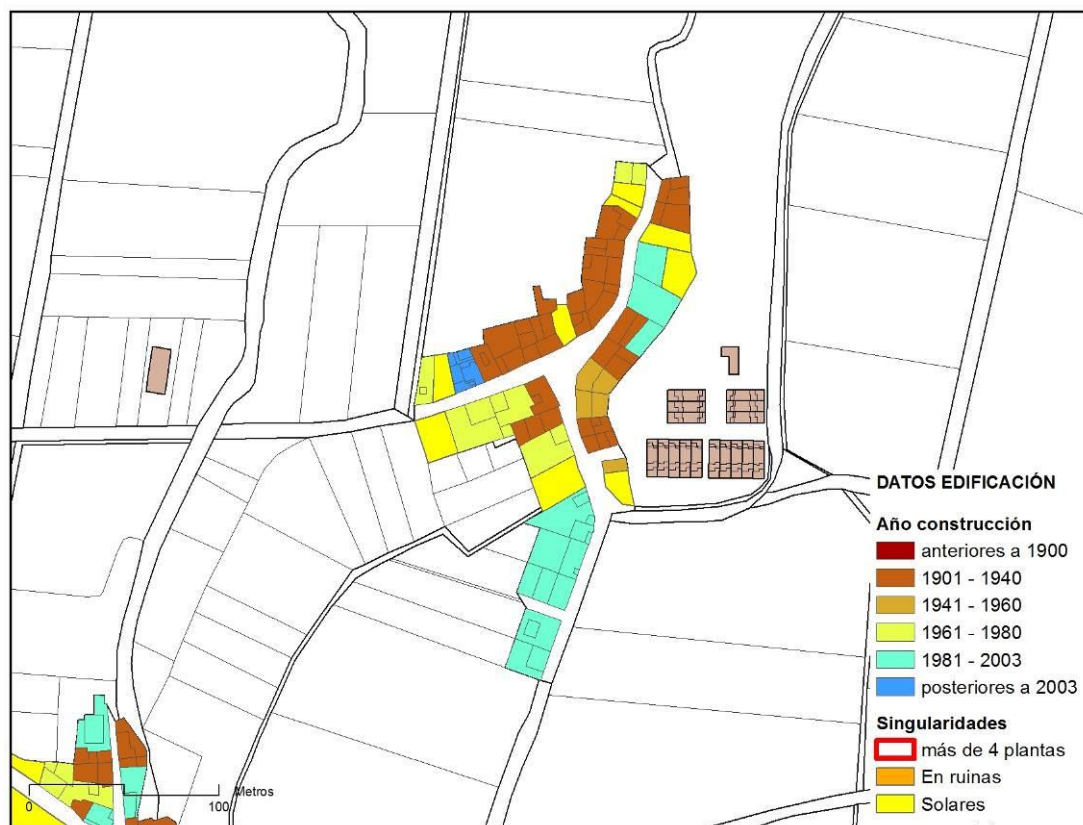 DATOS EDIFICACIÓN
Año construcción
anteriores a 1900
1901 - 1940
1941 - 1960
1961 - 1980
1981 - 2003
posteriores a 2003
Singularidades
más de 4 plantas
En ruinas
Solares
Metros
0 100